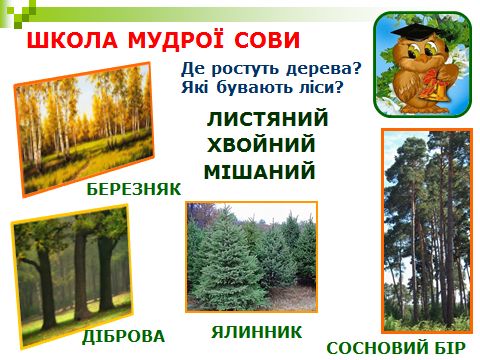 ШКОЛА МУДРОЇ СОВИ
Де ростуть дерева?
Які бувають ліси?
ЛИСТЯНИЙ
ХВОЙНИЙ
МІШАНИЙ
БЕРЕЗНЯК
ДІБРОВА
ЯЛИННИК
СОСНОВИЙ БІР